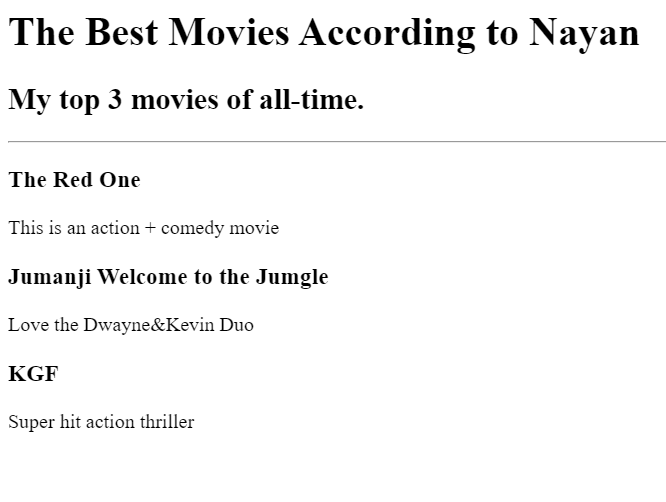 The Best Movies According to Nayan
My top 3 movies of all-time.
The Red One
This is an action + comedy movie
Jumanji Welcome to the Jumgle
Love the Dwayne&Kevin Duo
KGF
Super hit action thriller